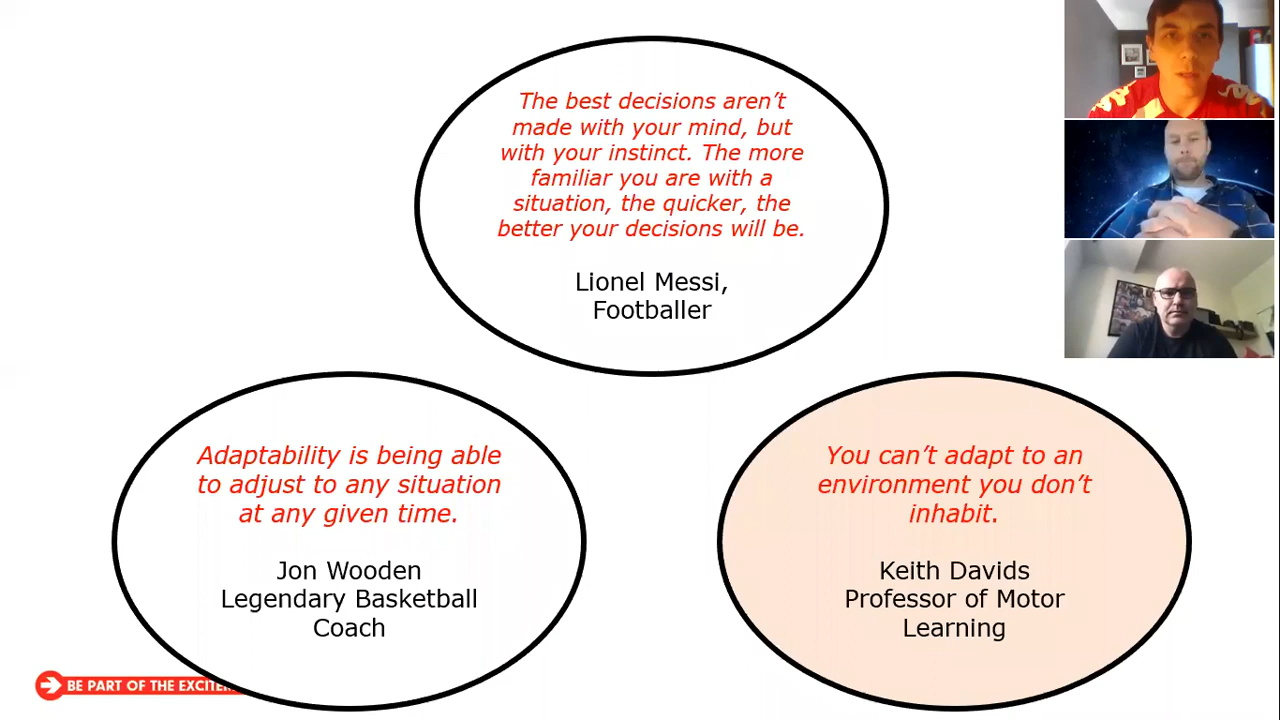 The best decisions aren’t
made with your mind, but
with your instinct. The more
familiar you are with a
situation, the quicker, the
better your decisions will be.
Lionel Messi,
Footballer
Adaptability is being able
to adjust to any situation
at any given time.
Jon Wooden
Legendary Basketball
Coach
You can’t adapt to an
environment you don’t
inhabit.
Keith Davids
Professor of Motor
Learning
BE PART OF THE